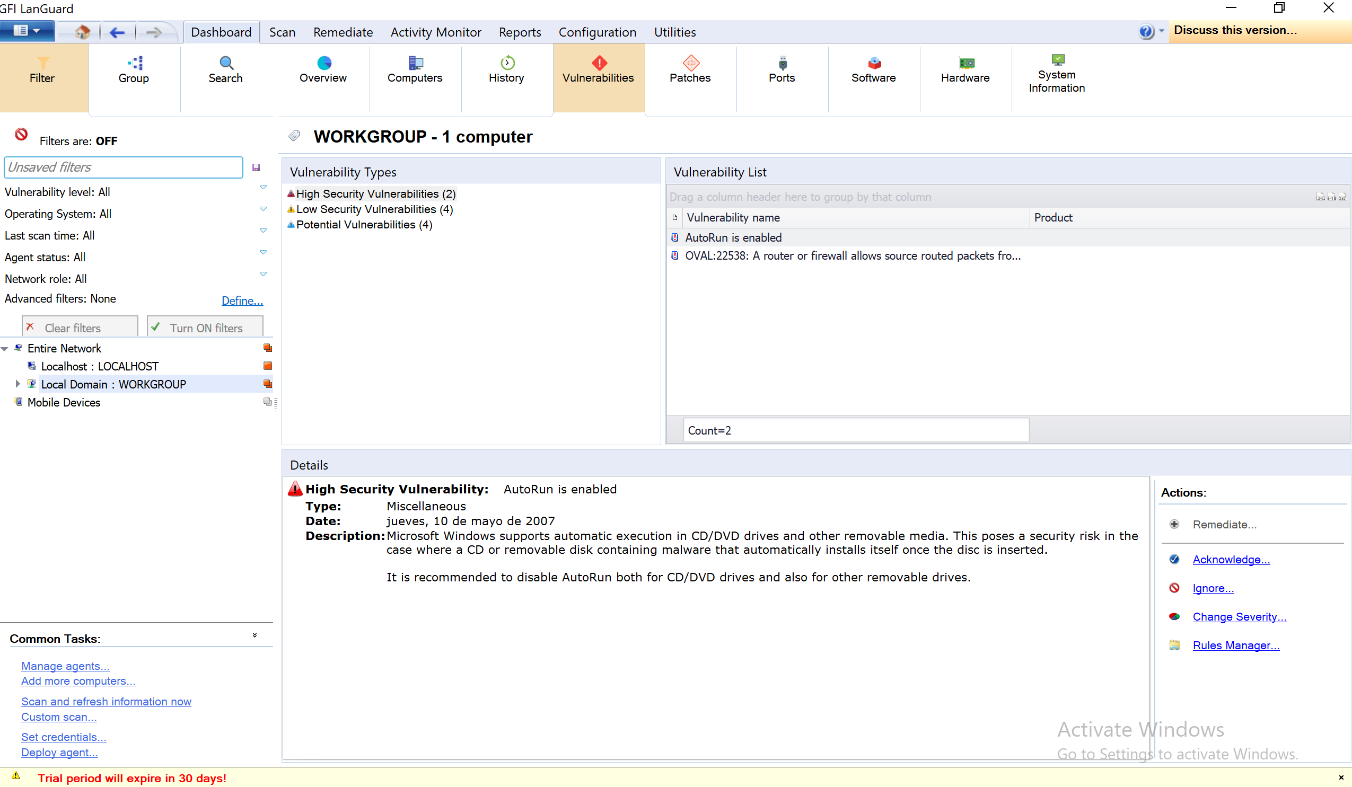 GFI LanGuard
Dashboard Scan Remediate Activity Monitor Reports Configuration Utilities Discuss this version...
Filter Group Search Overview Computers History Vulnerabilities Patches Ports Software Hardware System Information
Filters are: OFF
WORKGROUP - 1 computer
Unsaved filters
Vulnerability level: All
Operating System: All
Last scan time: All
Agent status: All
Network role: All
Advanced filters: None Define...
Clear filters Turn ON filters
Entire Network
Localhost : LOCALHOST
Local Domain : WORKGROUP
Mobile Devices
Common Tasks:
Manage agents...
Add more computers...
Scan and refresh information now
Custom scan...
Set credentials...
Deploy agent...
Vulnerability Types
High Security Vulnerabilities (2)
Low Security Vulnerabilities (4)
Potential Vulnerabilities (4)
Vulnerability List
Drag a column header here to group by that column
Vulnerability name Product
AutoRun is enabled
OVAL:22538: A router or firewall allows source routed packets fro...
Count=2
Details
High Security Vulnerability: AutoRun is enabled
Type: Miscellaneous
Date: jueves, 10 de mayo de 2007
Description: Microsoft Windows supports automatic execution in CD/DVD drives and other removable media. This poses a security risk in the
case where a CD or removable disk containing malware that automatically installs itself once the disc is inserted.
It is recommended to disable AutoRun both for CD/DVD drives and also for other removable drives.
Actions:
Remediate...
Acknowledge...
Ignore...
Change Severity...
Rules Manager...
Activate Windows
Go to Settings to activate Windows.
Trial period will expire in 30 days!